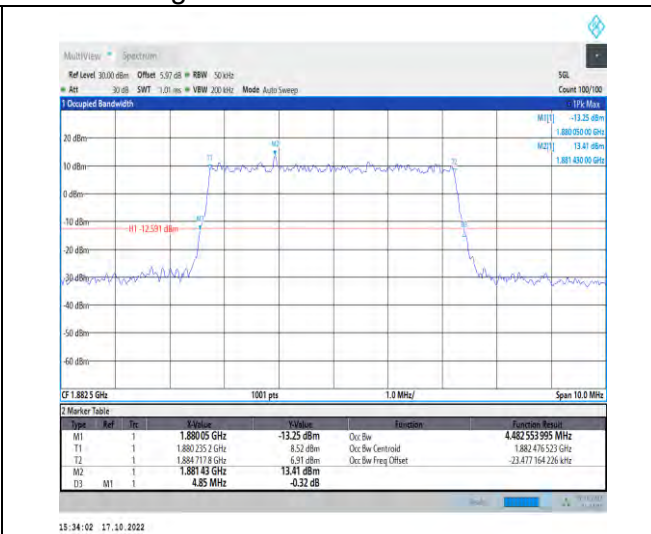 MultiView Spectrum
Ref Level 30.00 dBm Offset 5.97 dB RBW 50 kHz SGL
Att 30 dB SWT 1.01 ms VBW 200 kHz Mode Auto Sweep Count 100/100
1 Occupied Bandwidth 1Pk Max
M1[1] -13.25 dBm
1.880 050 00 GHz
M2[1] 13.41 dBm
1.881 430 00 GHz
20 dBm
M2
T1 T2
10 dBm
0 dBm
-10 dBm
M1
H1 -12.591 dBm
-20 dBm
-30 dBm
-40 dBm
-50 dBm
-60 dBm
CF 1.882 5 GHz 1001 pts 1.0 MHz/ Span 10.0 MHz
2 Marker Table
Type Ref Trc X-Value Y-Value Function Function Result
M1 1 1.88005 GHz -13.25 dBm Occ Bw 4.482 553 995 MHz
T1 1 1.880 235 2 GHz 8.52 dBm Occ Bw Centroid 1.882 476 523 GHz
T2 1 1.884 717 8 GHz 6.91 dBm Occ Bw Freq Offset -23.477 164 226 kHz
M2 1 1.88143 GHz 13.41 dBm
D3 M1 1 4.85 MHz -0.32 dB
15:34:02 17.10.2022